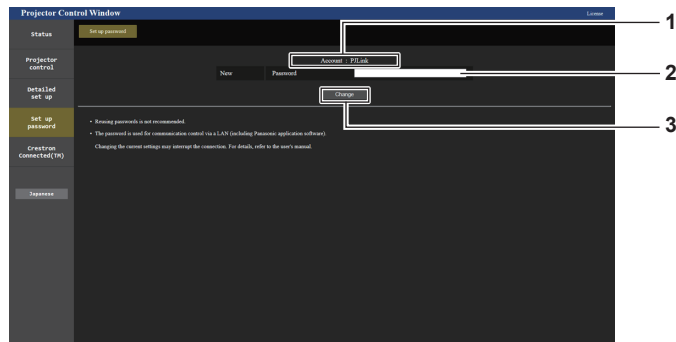 Projector Control Window
License
Status
Set up password
Projector
control
Detailed
set up
Set up
password
Crestron
Connected(TM)
Japanese
Account : PJLink
New Password
Change
• Reusing passwords is not recommended.
• The password is used for communication control via a LAN (including Panasonic application software).
Changing the current settings may interrupt the connection. For details, refer to the user's manual.
1
2
3